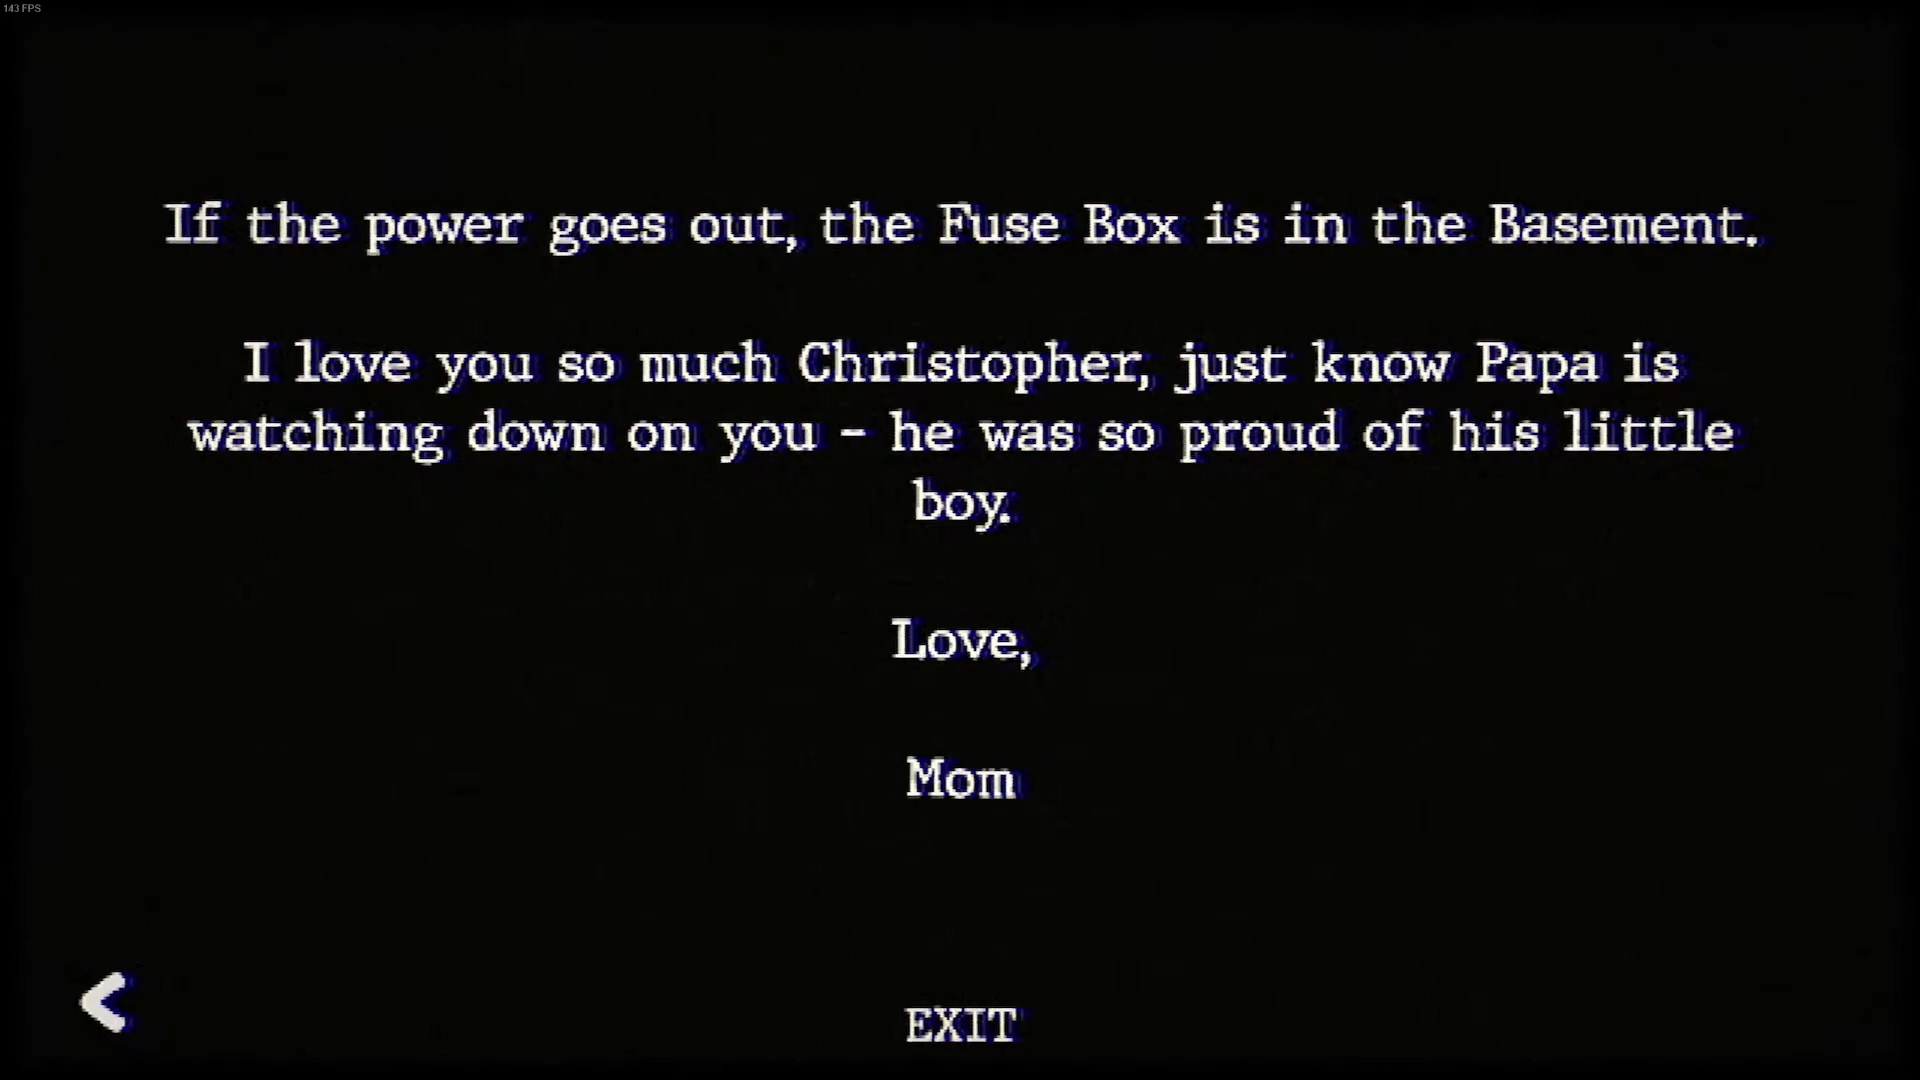 143 FPS
If the power goes out, the Fuse Box is in the Basement.
I love you so much Christopher, just know Papa is
watching down on you - he was so proud of his little
boy.
Love,
Mom
<
EXIT